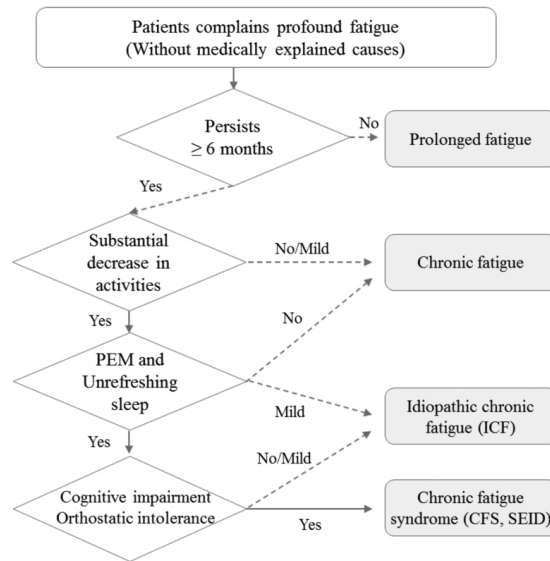 Patients complains profound fatigue
(Without medically explained causes)
Persists
≥ 6 months
No
Prolonged fatigue
Yes
Substantial
decrease in
activities
No/Mild
Chronic fatigue
Yes
No
PEM and
Unrefreshing
sleep
Mild
Idiopathic chronic
fatigue (ICF)
Yes
No/Mild
Cognitive impairment
Orthostatic intolerance
Yes
Chronic fatigue
syndrome (CFS, SEID)